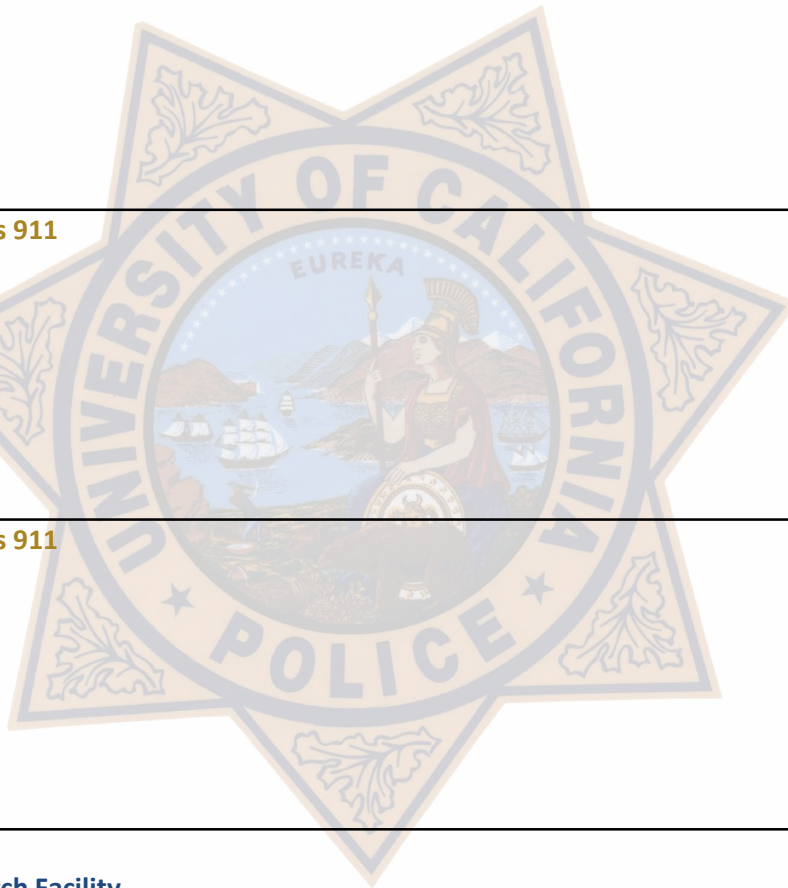 UNIVERSITY OF CALIFORNIA
EUREKA
s 911
s 911
POLICE
ch Facility